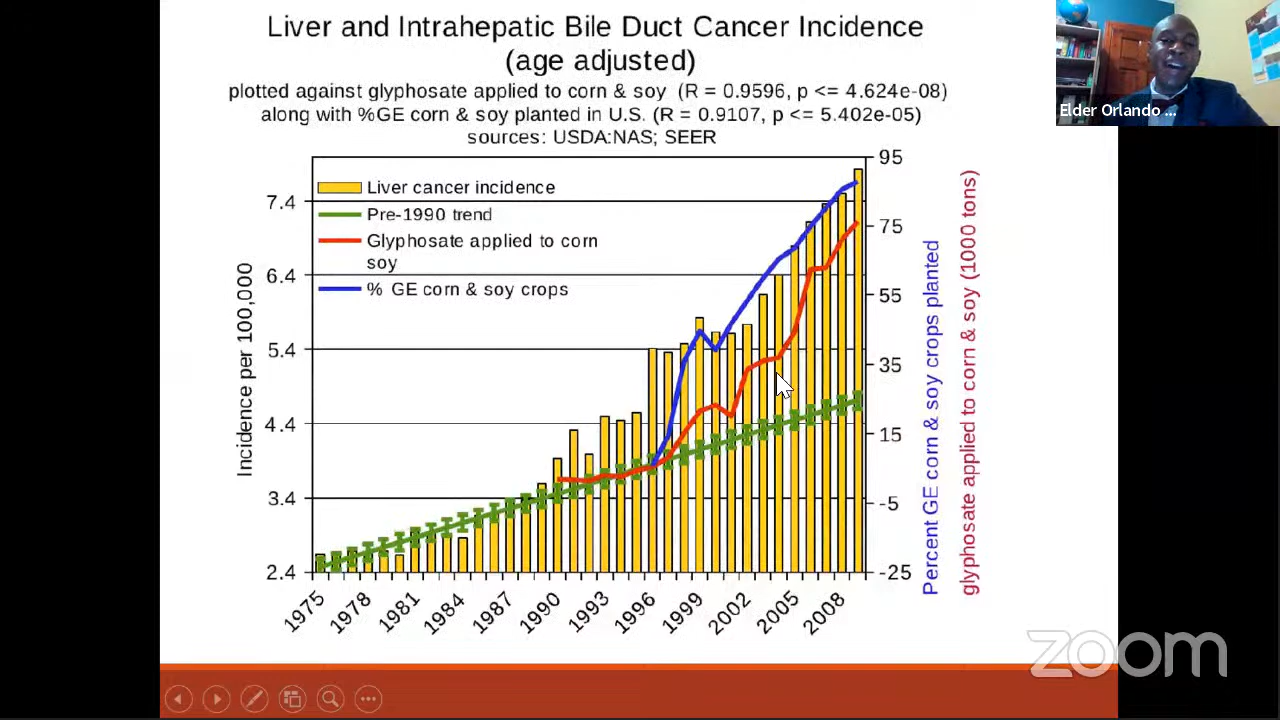 Liver and Intrahepatic Bile Duct Cancer Incidence
(age adjusted)
plotted against glyphosate applied to corn & soy (R = 0.9596, p <= 4.624e-08)
along with %GE corn & soy planted in U.S. (R = 0.9107, p <= 5.402e-05)
sources: USDA:NAS; SEER
Elder Orlando ...
Liver cancer incidence
Pre-1990 trend
Glyphosate applied to corn
soy
% GE corn & soy crops
Incidence per 100,000
7.4
6.4
5.4
4.4
3.4
2.4
95
75
55
35
15
-5
-25
Percent GE corn & soy crops planted
glyphosate applied to corn & soy (1000 tons)
1975
1978
1981
1984
1987
1990
1993
1996
1999
2002
2005
2008
zoom